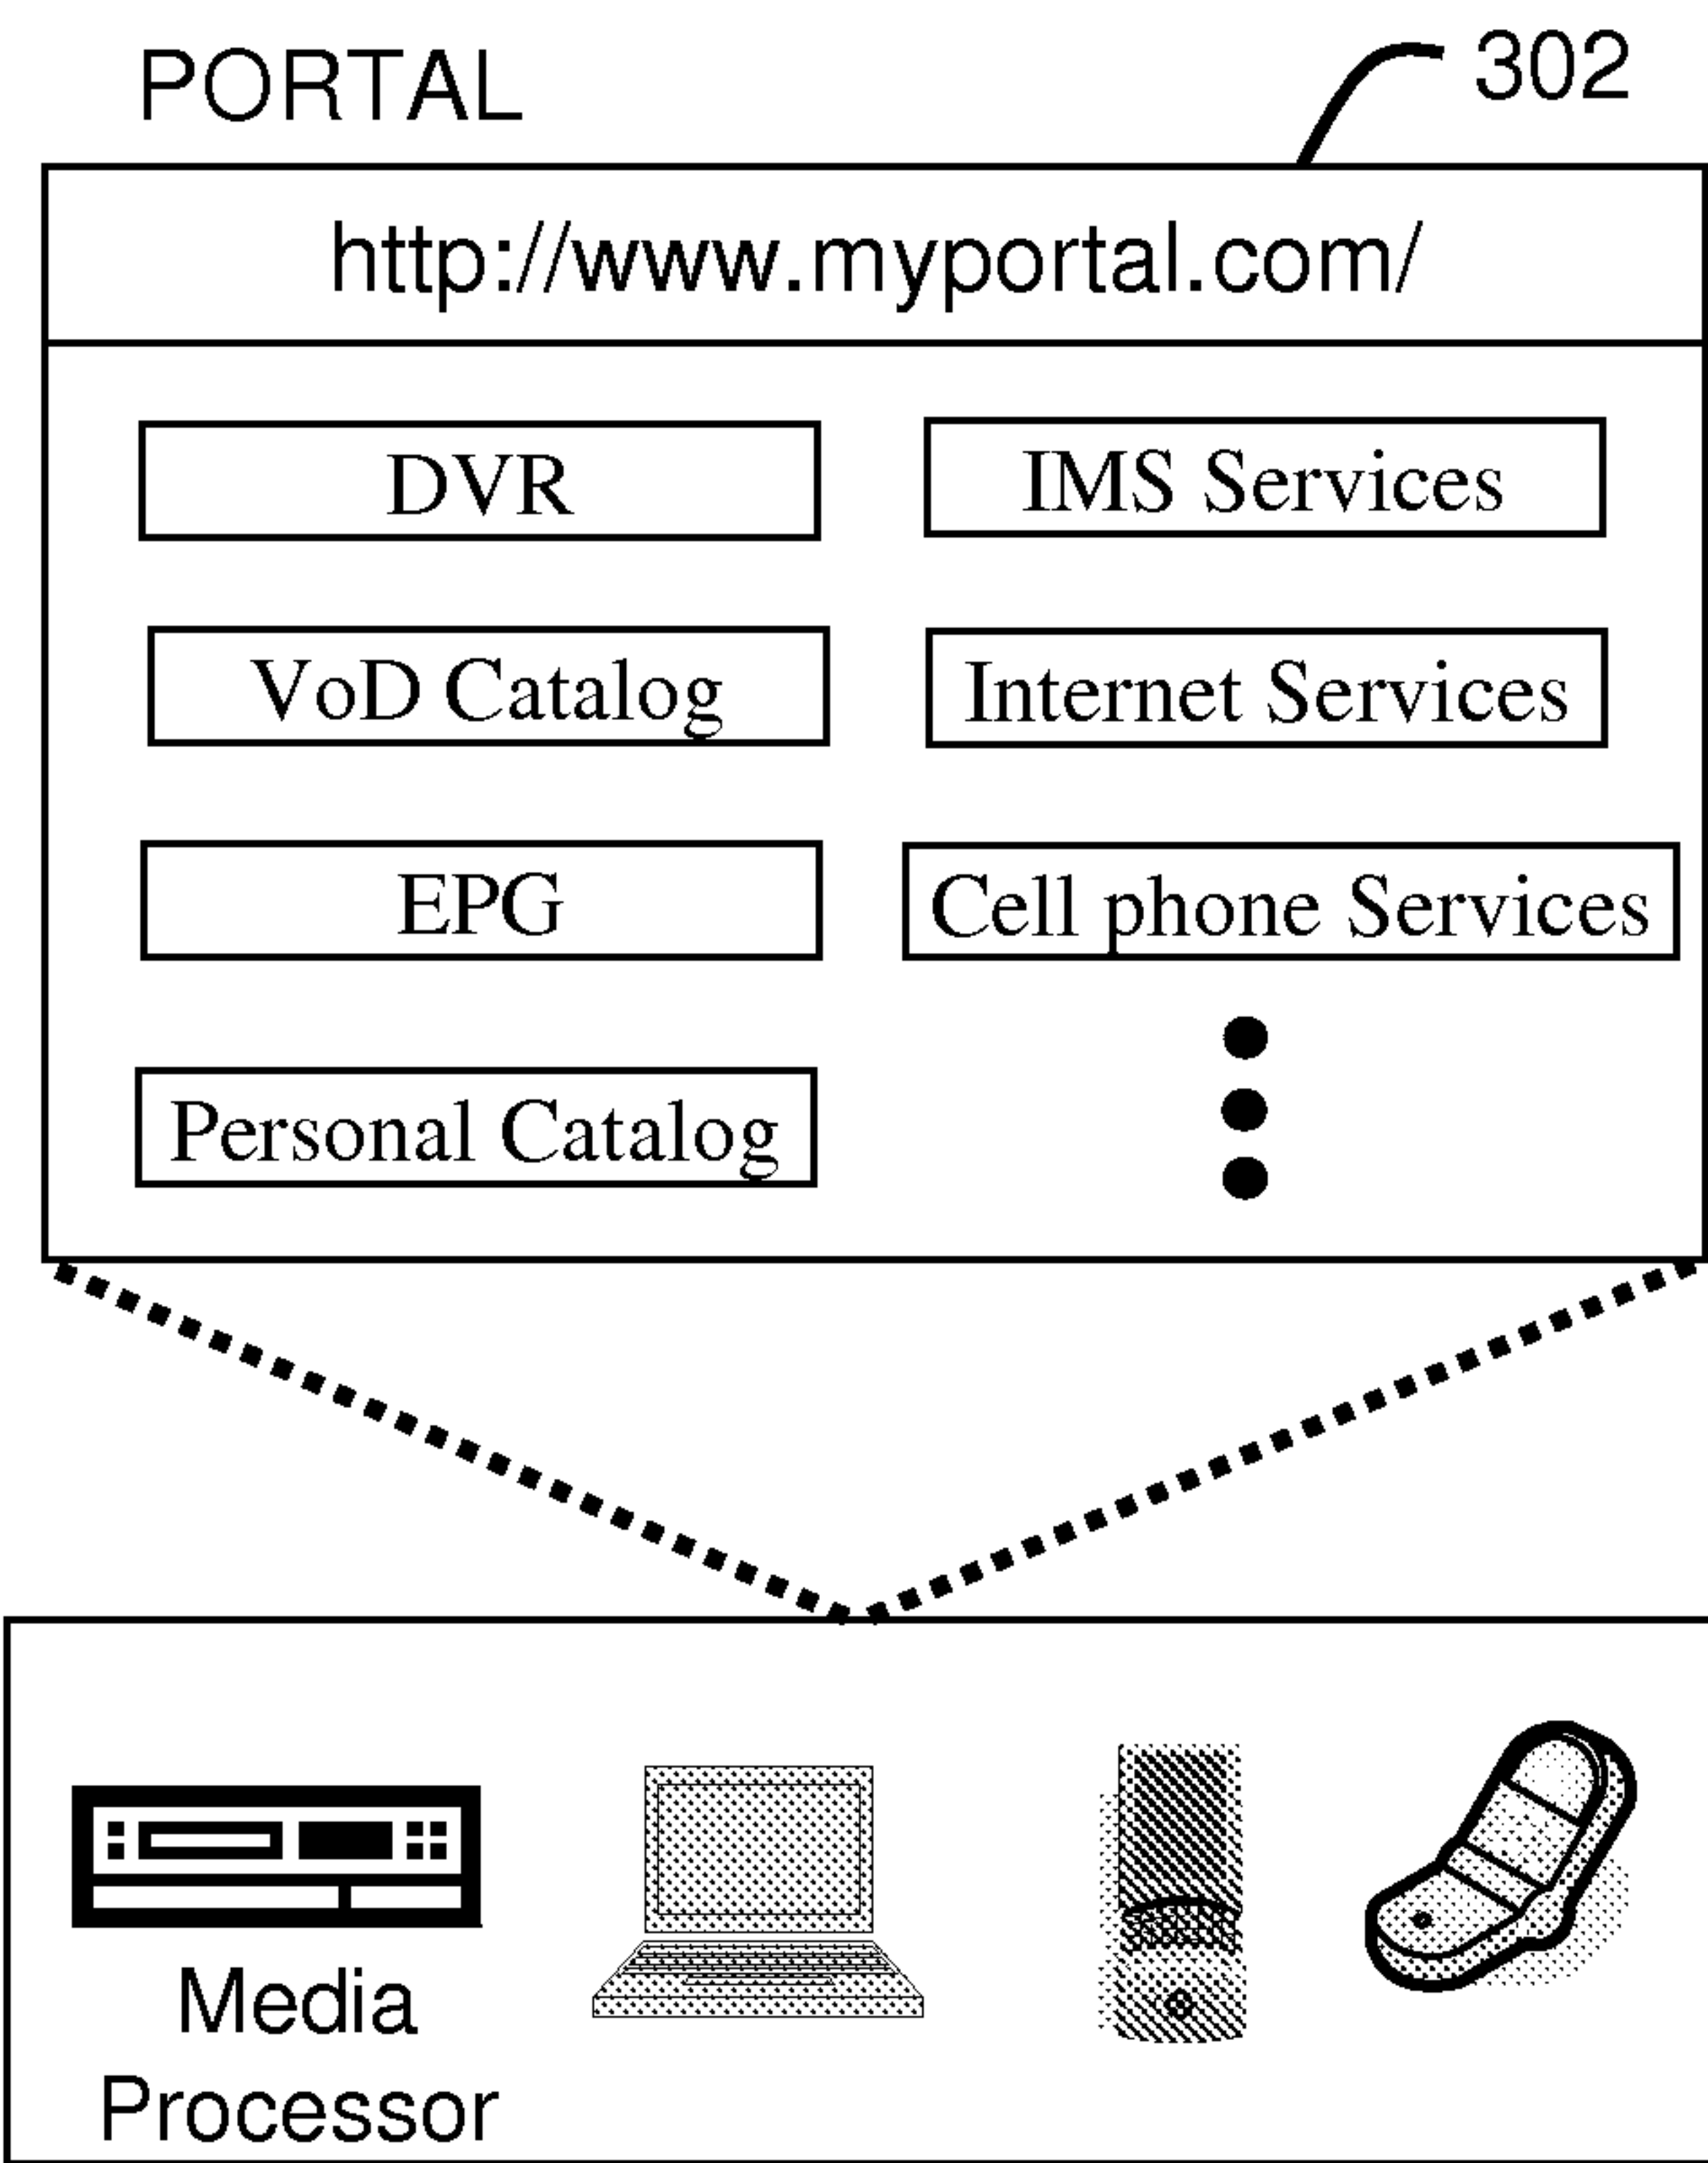 PORTAL
302
http://www.myportal.com/
DVR
IMS Services
VoD Catalog
Internet Services
EPG
Cell phone Services
Personal Catalog
Media
Processor